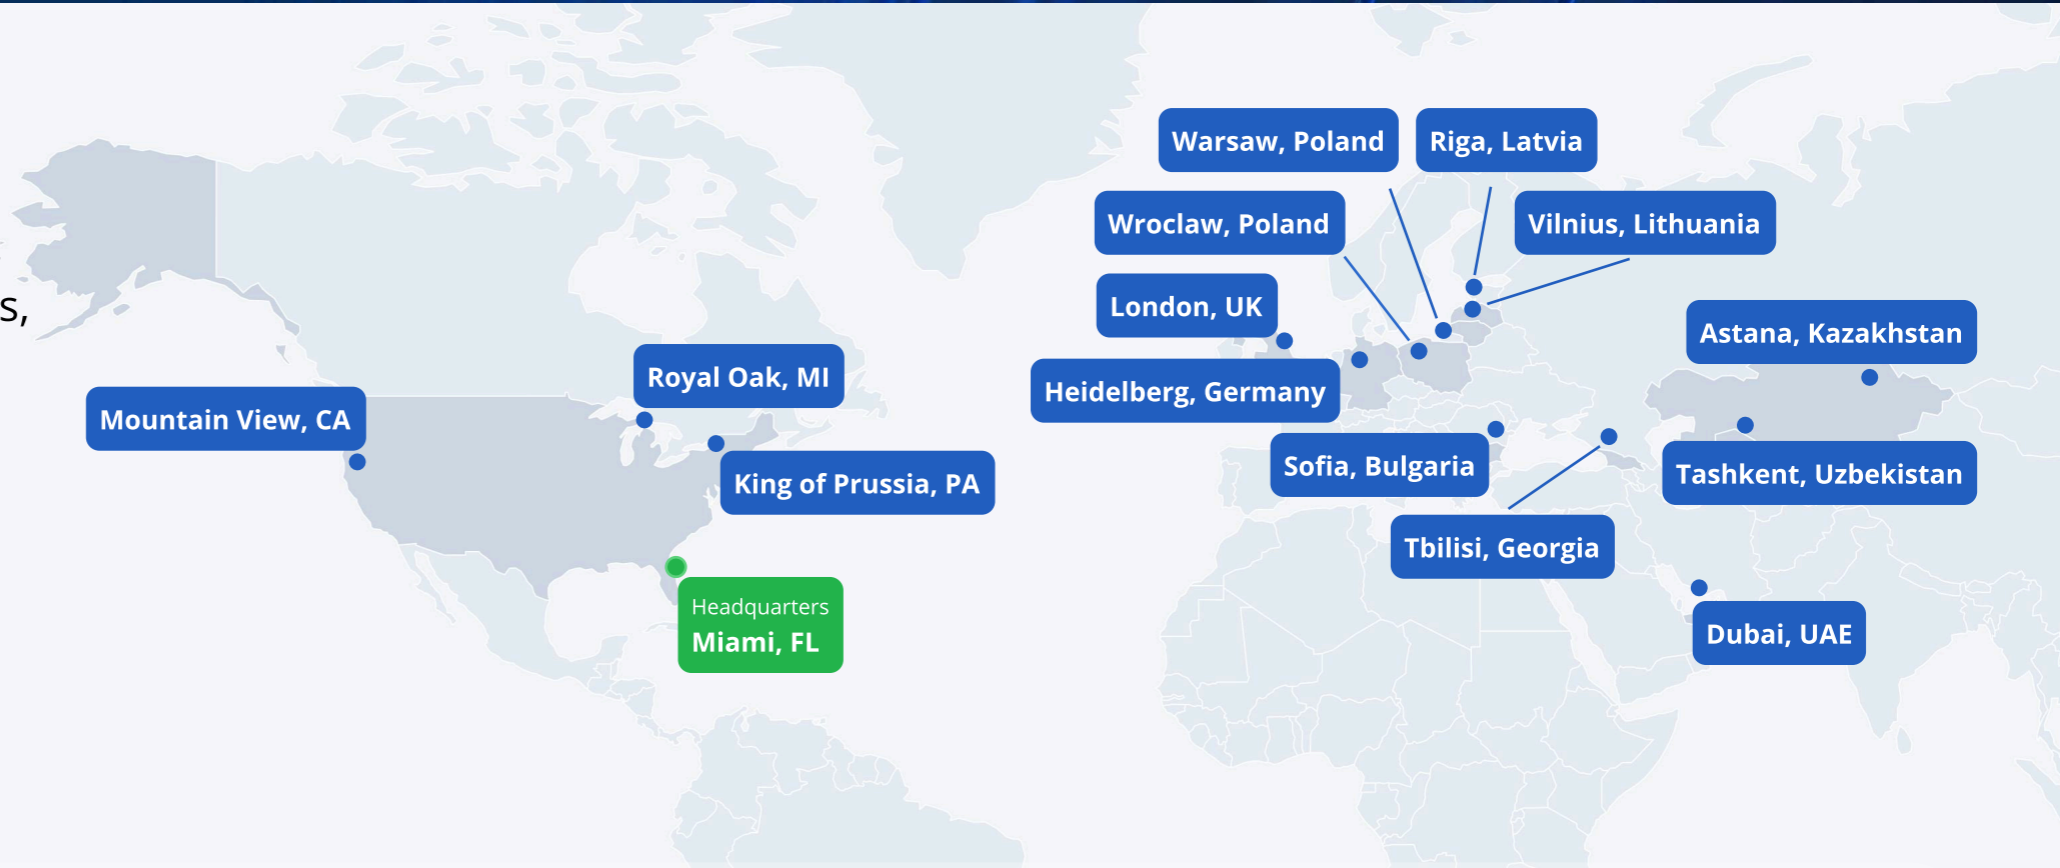 s,
Warsaw, Poland
Riga, Latvia
Wroclaw, Poland
Vilnius, Lithuania
London, UK
Astana, Kazakhstan
Royal Oak, MI
Heidelberg, Germany
Mountain View, CA
Sofia, Bulgaria
Tashkent, Uzbekistan
King of Prussia, PA
Tbilisi, Georgia
Headquarters
Miami, FL
Dubai, UAE